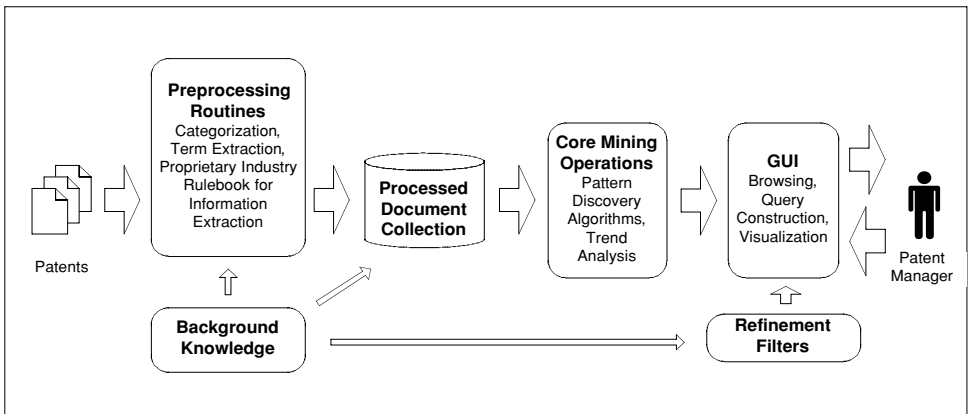 Patents
Preprocessing
Routines
Categorization,
Term Extraction,
Proprietary Industry
Rulebook for
Information
Extraction
Processed
Document
Collection
Core Mining
Operations
Pattern
Discovery
Algorithms,
Trend
Analysis
GUI
Browsing,
Query
Construction,
Visualization
Patent
Manager
Background
Knowledge
Refinement
Filters